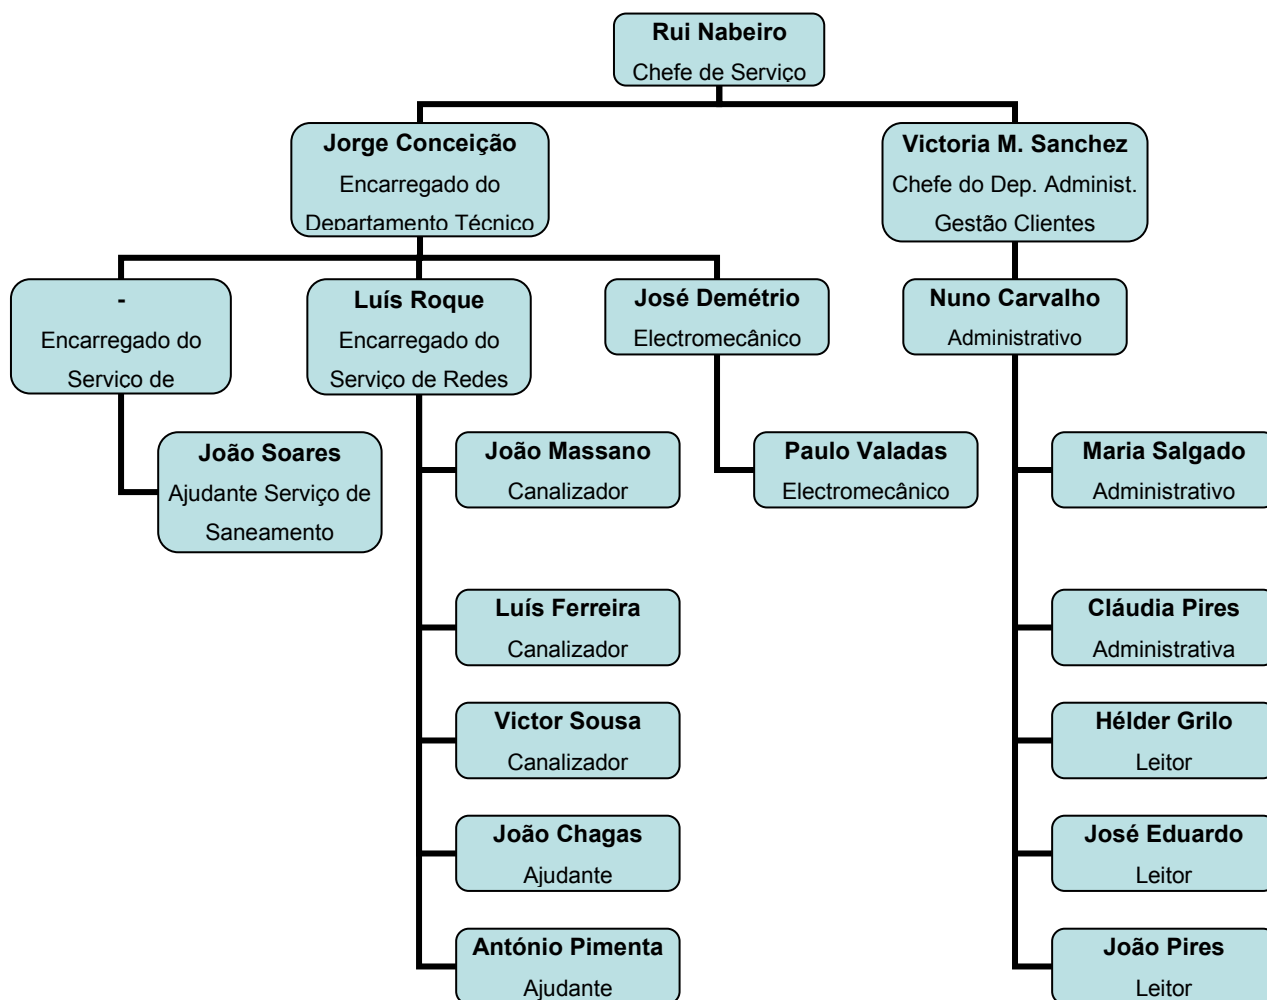 Rui Nabeiro
Chefe de Serviço
Jorge Conceição
Encarregado do
Departamento Técnico
Victoria M. Sanchez
Chefe do Dep. Administ.
Gestão Clientes
-
Encarregado do
Serviço de
Luís Roque
Encarregado do
Serviço de Redes
José Demétrio
Electromecânico
Nuno Carvalho
Administrativo
João Soares
Ajudante Serviço de
Saneamento
João Massano
Canalizador
Paulo Valadas
Electromecânico
Maria Salgado
Administrativo
Luís Ferreira
Canalizador
Cláudia Pires
Administrativa
Victor Sousa
Canalizador
Hélder Grilo
Leitor
João Chagas
Ajudante
José Eduardo
Leitor
António Pimenta
Ajudante
João Pires
Leitor